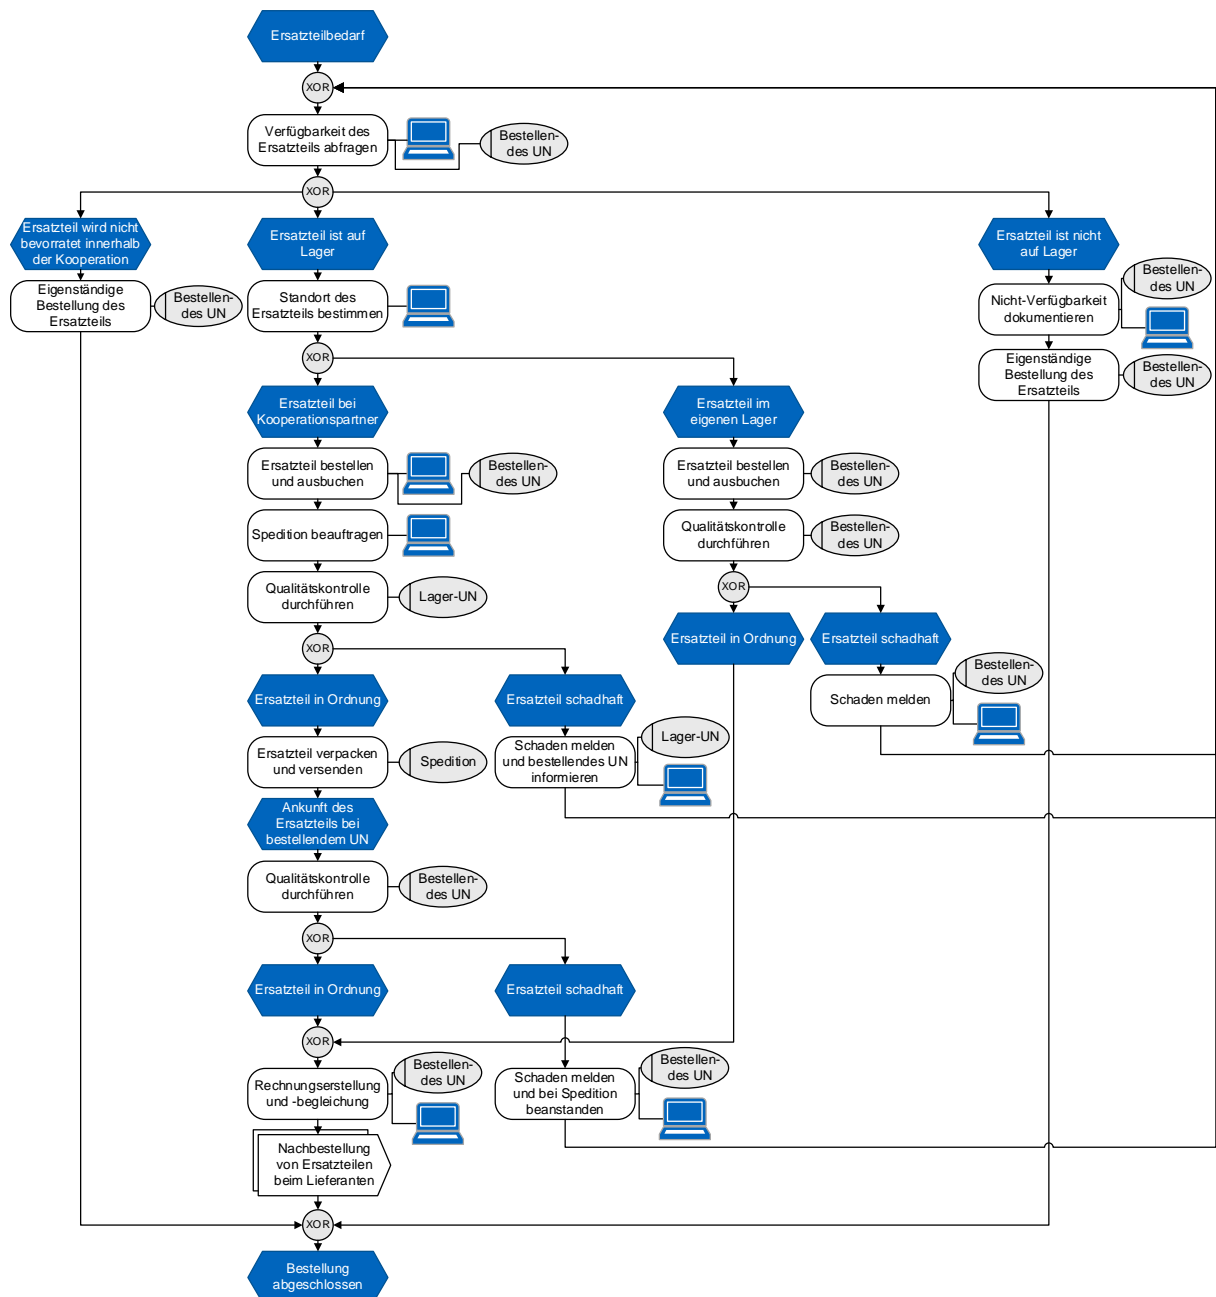 Ersatzteilbedarf
XOR
Verfügbarkeit des
Ersatzteils abfragen
Bestellen-
des UN
XOR
Ersatzteil wird nicht
bevorratet innerhalb
der Kooperation
Ersatzteil ist auf
Lager
Ersatzteil ist nicht
auf Lager
Eigenständige
Bestellung des
Ersatzteils
Bestellen-
des UN
Standort des
Ersatzteils bestimmen
Nicht-Verfügbarkeit
dokumentieren
Bestellen-
des UN
XOR
Eigenständige
Bestellung des
Ersatzteils
Bestellen-
des UN
Ersatzteil bei
Kooperationspartner
Ersatzteil im
eigenen Lager
Ersatzteil bestellen
und ausbuchen
Bestellen-
des UN
Ersatzteil bestellen
und ausbuchen
Bestellen-
des UN
Spedition beauftragen
Qualitätskontrolle
durchführen
Bestellen-
des UN
Qualitätskontrolle
durchführen
Lager-UN
XOR
XOR
Ersatzteil in Ordnung
Ersatzteil schadhaft
Ersatzteil in Ordnung
Ersatzteil schadhaft
Schaden melden
Bestellen-
des UN
Ersatzteil verpacken
und versenden
Spedition
Schaden melden
und bestellendes UN
informieren
Lager-UN
Ankunft des
Ersatzteils bei
bestellendem UN
Qualitätskontrolle
durchführen
Bestellen-
des UN
XOR
Ersatzteil in Ordnung
Ersatzteil schadhaft
XOR
Rechnungserstellung
und -begleichung
Bestellen-
des UN
Schaden melden
und bei Spedition
beanstanden
Bestellen-
des UN
Nachbestellung
von Ersatzteilen
beim Lieferanten
XOR
Bestellung
abgeschlossen